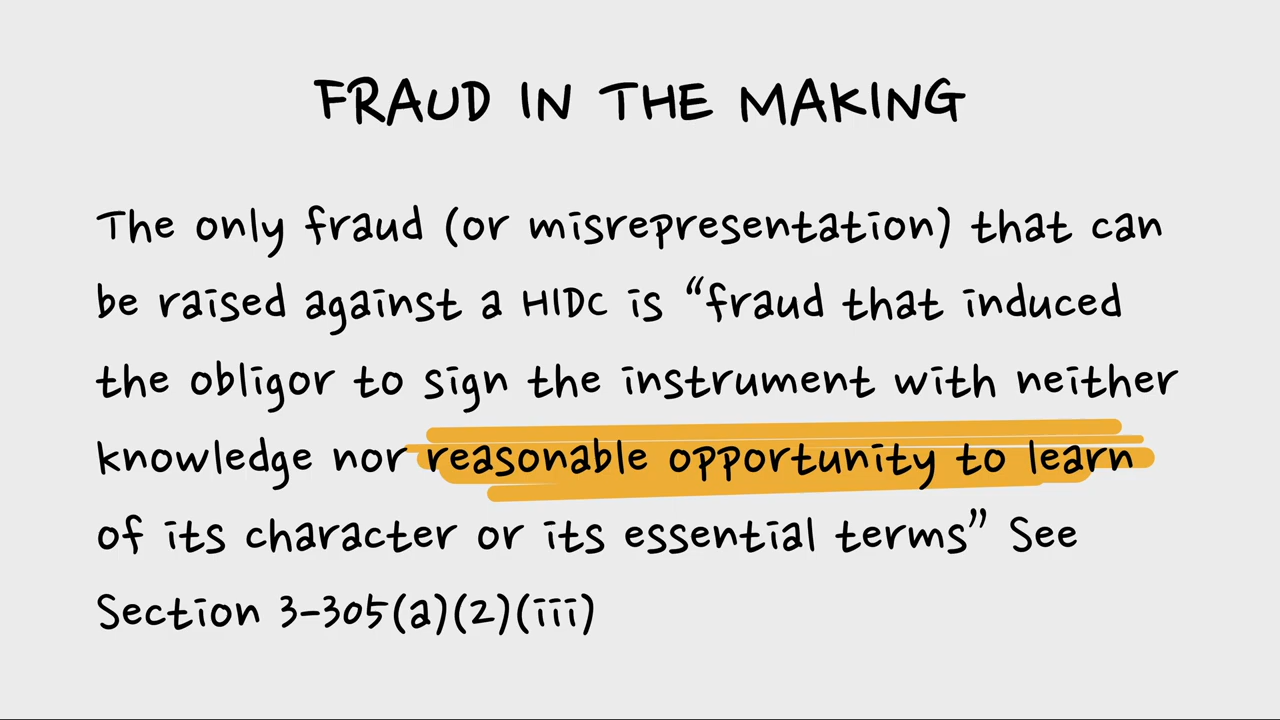 FRAUD IN THE MAKING
The only fraud (or misrepresentation) that can
be raised against a HIDC is “fraud that induced
the obligor to sign the instrument with neither
knowledge nor reasonable opportunity to learn
of its character or its essential terms” See
Section 3-305(a)(2)(iii)